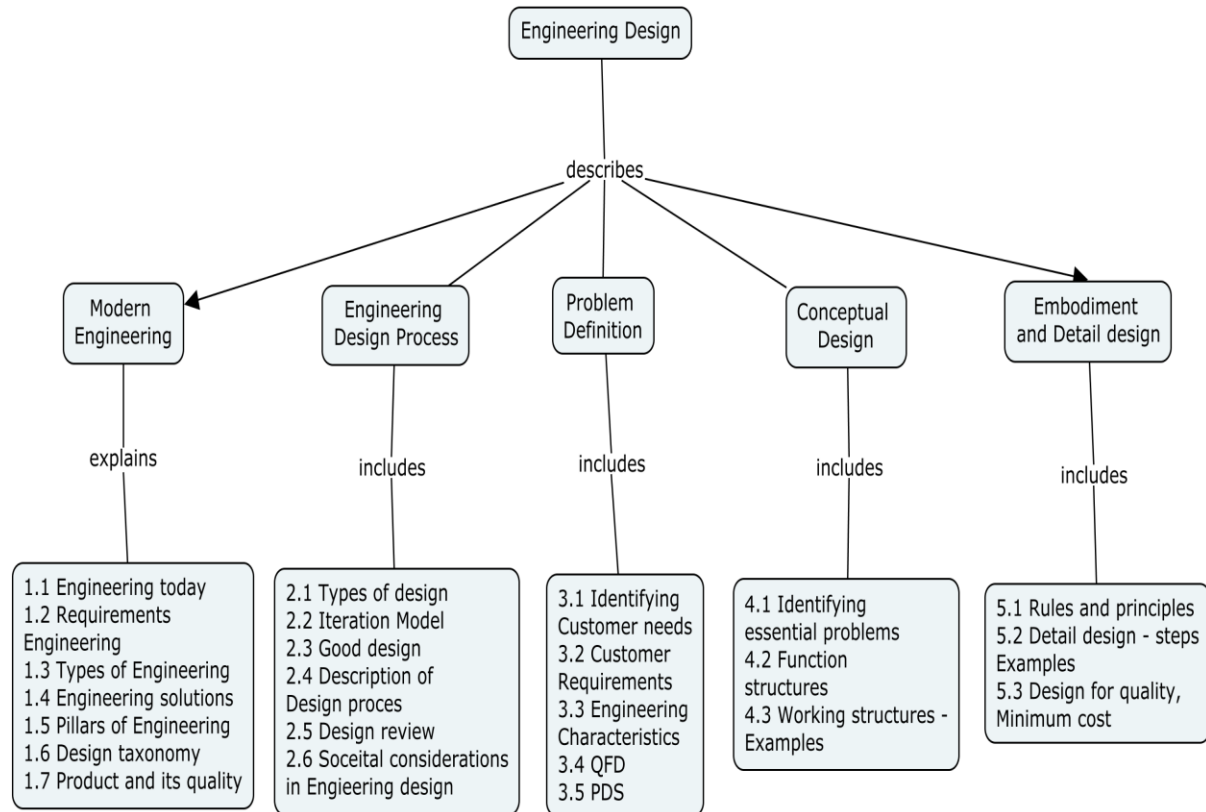 Engineering Design
describes
Modern
Engineering
Engineering
Design Process
Problem
Definition
Conceptual
Design
Embodiment
and Detail design
explains
includes
includes
includes
includes
1.1 Engineering today
1.2 Requirements
Engineering
1.3 Types of Engineering
1.4 Engineering solutions
1.5 Pillars of Engineering
1.6 Design taxonomy
1.7 Product and its quality
2.1 Types of design
2.2 Iteration Model
2.3 Good design
2.4 Description of
Design proces
2.5 Design review
2.6 Soceital considerations
in Engieering design
3.1 Identifying
Customer needs
3.2 Customer
Requirements
3.3 Engineering
Characteristics
3.4 QFD
3.5 PDS
4.1 Identifying
essential problems
4.2 Function
structures
4.3 Working structures -
Examples
5.1 Rules and principles
5.2 Detail design - steps
Examples
5.3 Design for quality,
Minimum cost